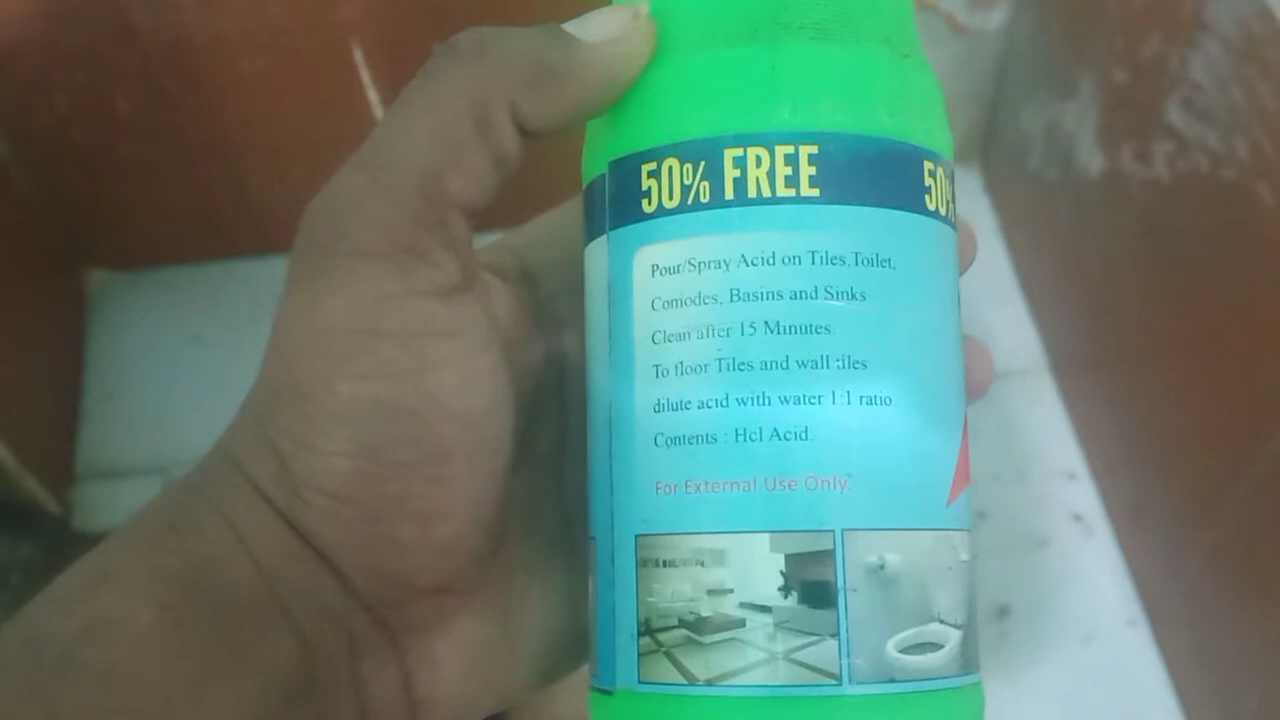 50% FREE 50%
Pour/Spray Acid on Tiles,Toilet,
Comodes, Basins and Sinks
Clean after 15 Minutes.
To floor Tiles and wall tiles
dilute acid with water 1:1 ratio
Contents : Hcl Acid.
For External Use Only.